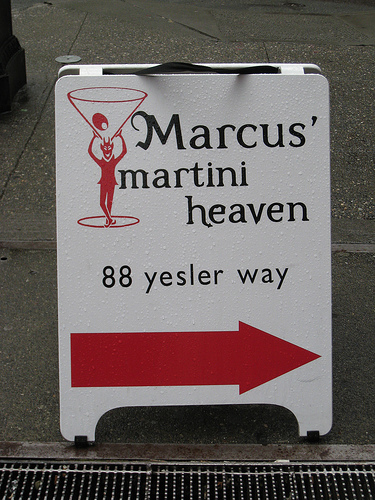 Marcus'
martini
heaven
88 yesler way